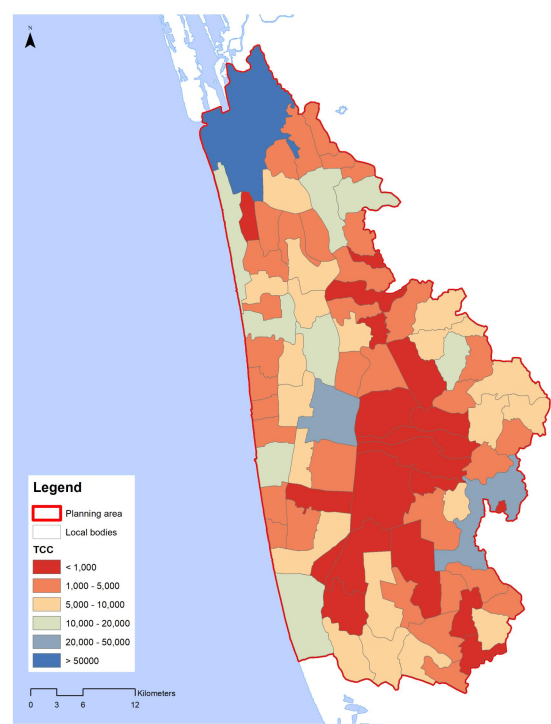 N
Legend
Planning area
Local bodies
TCC
< 1,000
1,000 - 5,000
5,000 - 10,000
10,000 - 20,000
20,000 - 50,000
> 50000
0 3 6 12 Kilometers